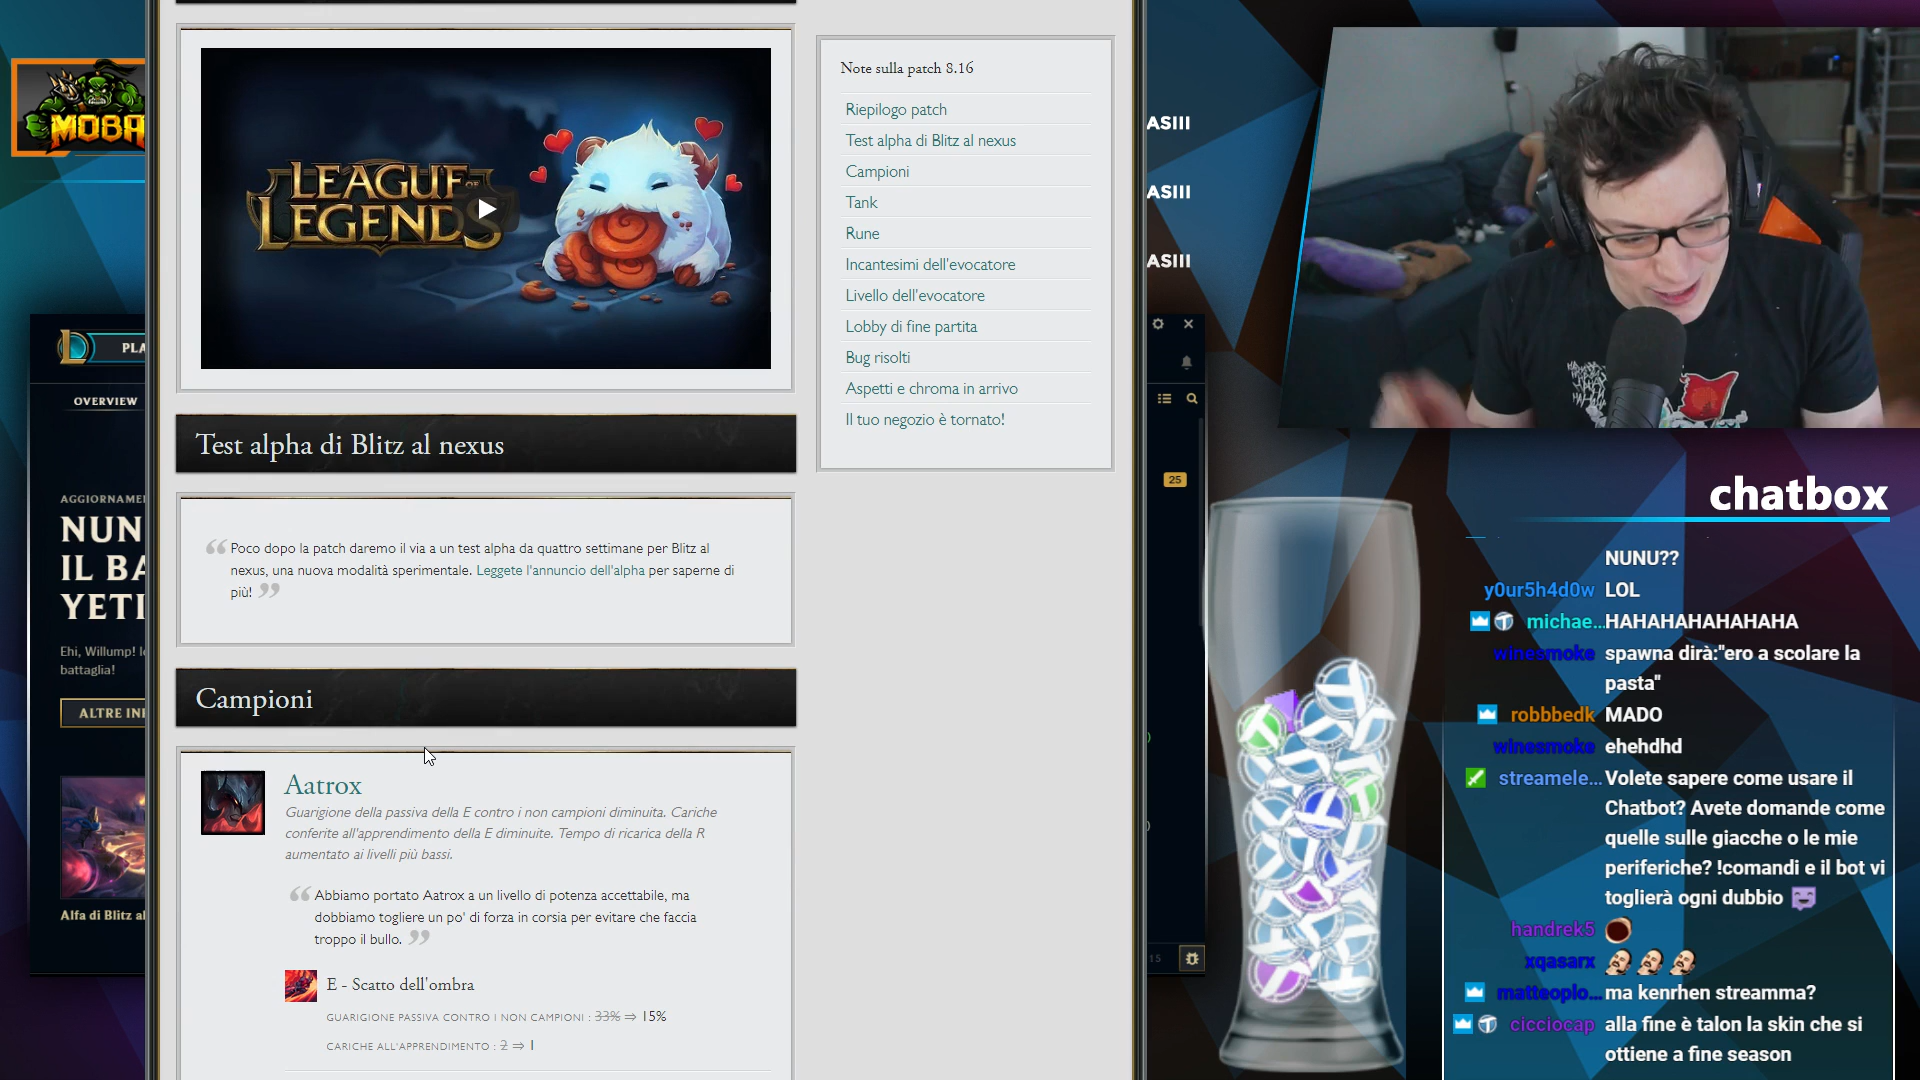 MOBA
PLA
OVERVIEW
AGGIORNAME
NUN
IL BA
YETI
Ehi, Willump! I
battaglia!
ALTRE IN
Alfa di Blitz al
LEAGUE OF
LEGENDS
Test alpha di Blitz al nexus
Poco dopo la patch daremo il via a un test alpha da quattro settimane per Blitz al
nexus, una nuova modalità sperimentale. Leggete l'annuncio dell'alpha per saperne di
più!
Campioni
Aatrox
Guarigione della passiva della E contro i non campioni diminuita. Cariche
conferite all'apprendimento della E diminuite. Tempo di ricarica della R
aumentato ai livelli più bassi.
Abbiamo portato Aatrox a un livello di potenza accettabile, ma
dobbiamo togliere un po' di forza in corsia per evitare che faccia
troppo il bullo.
E - Scatto dell'ombra
GUARIGIONE PASSIVA CONTRO I NON CAMPIONI : 33% ⇒ 15%
CARICHE ALL'APPRENDIMENTO : 2 ⇒ 1
Note sulla patch 8.16
Riepilogo patch
Test alpha di Blitz al nexus
Campioni
Tank
Rune
Incantesimi dell'evocatore
Livello dell'evocatore
Lobby di fine partita
Bug risolti
Aspetti e chroma in arrivo
Il tuo negozio è tornato!
ASIII
ASIII
ASIII
25
15
chatbox
NUNU??
y0ur5h4d0w LOL
michae... HAHAHAHAHAHAHA
winesmoke spawna dirà:"ero a scolare la
pasta"
robbbedk MADO
winesmoke ehehdhd
streamele... Volete sapere come usare il
Chatbot? Avete domande come
quelle sulle giacche o le mie
periferiche? !comandi e il bot vi
toglierà ogni dubbio
handrek5
xqasarx
matteoplo... ma kenrhen streamma?
cicciocap alla fine è talon la skin che si
ottiene a fine season